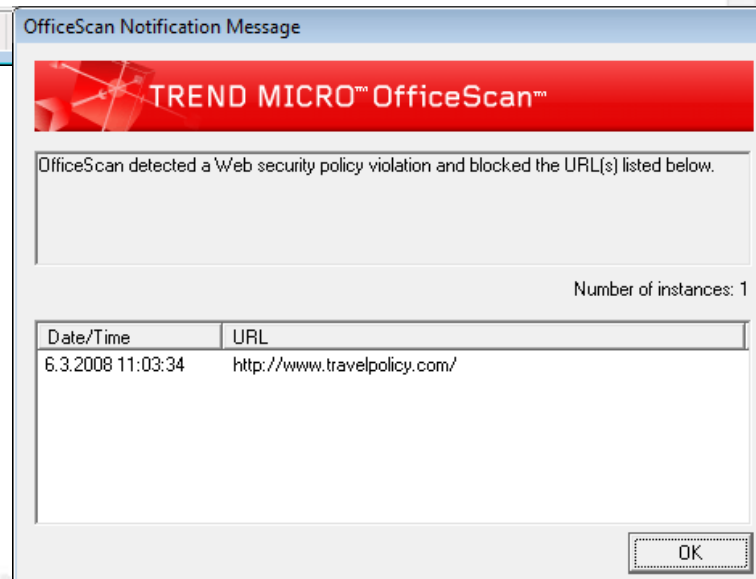 OfficeScan Notification Message
TREND MICRO™ OfficeScan™
OfficeScan detected a Web security policy violation and blocked the URL(s) listed below.
Number of instances: 1
Date/Time URL
6.3.2008 11:03:34 http://www.travelpolicy.com/
OK